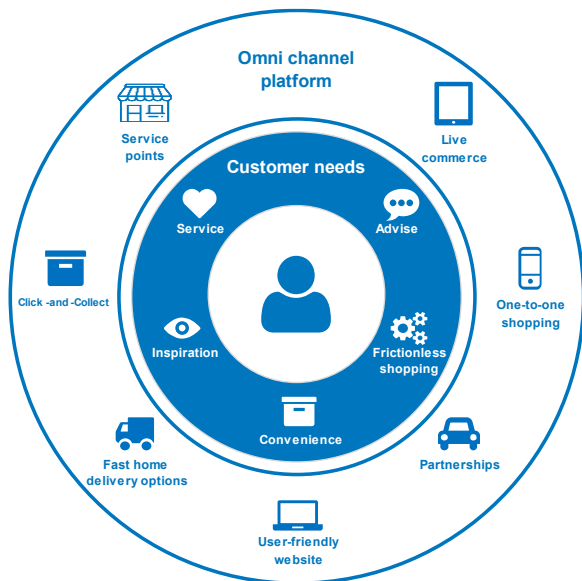 Omni channel
platform
Service
points
Live
commerce
Customer needs
Service
Advise
Click -and -Collect
One-to-one
shopping
Inspiration
Frictionless
shopping
Convenience
Fast home
delivery options
Partnerships
User-friendly
website